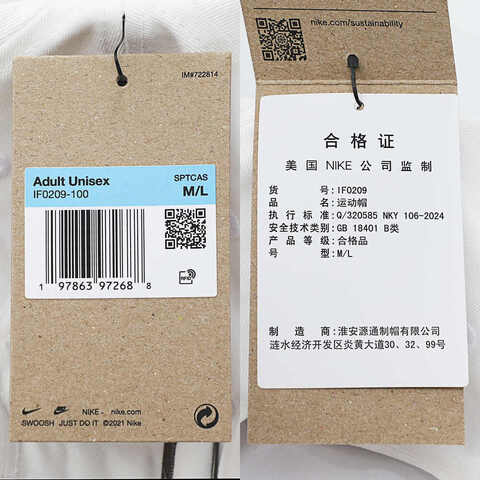 IM#722814
Adult Unisex
IF0209-100
SPTCAS
M/L
1 97863 97268 8
RFID
NIKE - nike.com
SWOOSH JUST DO IT ©2021 Nike
nike.com/sustainability
合格证
美国 NIKE 公司监制
货 号: IF0209
品 名: 运动帽
执 行 标 准: Q/320585 NKY 106-2024
安全技术类别: GB 18401 B类
产 品 等 级: 合格品
号 型: M/L
制 造 商: 淮安源通制帽有限公司
涟水经济开发区炎黄大道30、32、99号